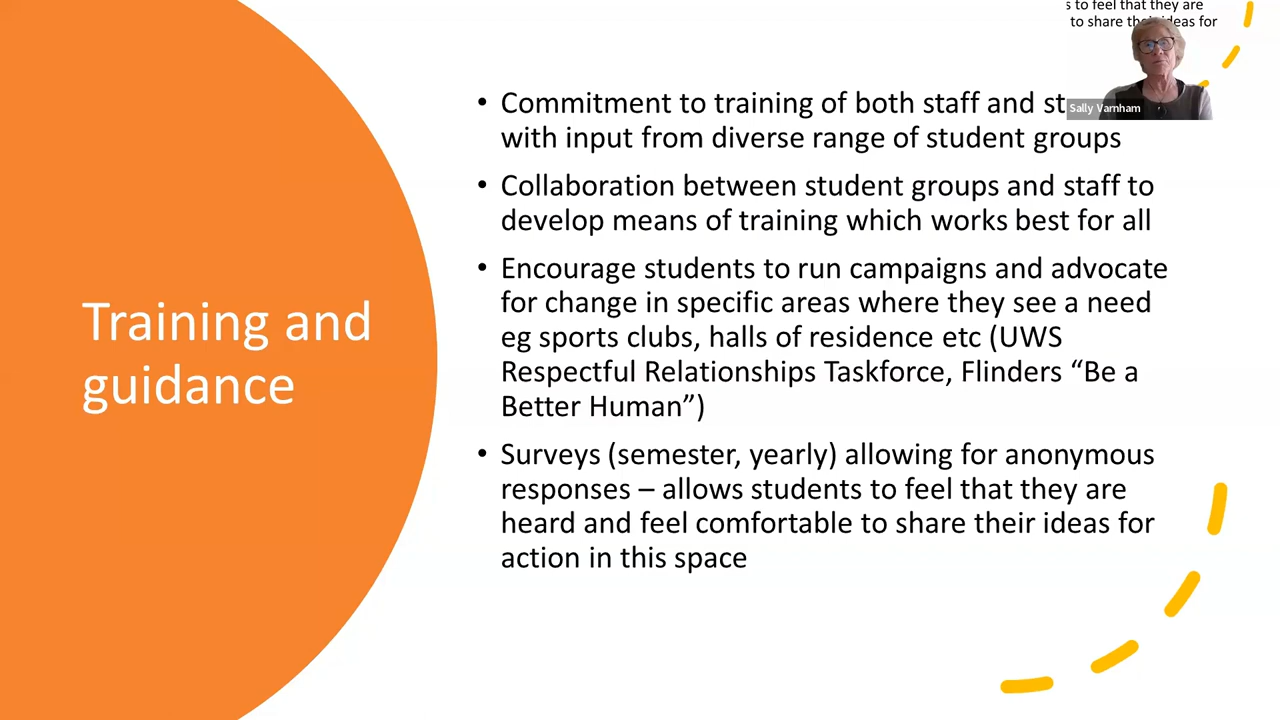 s to feel that they are
to share their ideas for
Sally Varnham
Training and
guidance
• Commitment to training of both staff and st
with input from diverse range of student groups
• Collaboration between student groups and staff to
develop means of training which works best for all
• Encourage students to run campaigns and advocate
for change in specific areas where they see a need
eg sports clubs, halls of residence etc (UWS
Respectful Relationships Taskforce, Flinders “Be a
Better Human”)
• Surveys (semester, yearly) allowing for anonymous
responses – allows students to feel that they are
heard and feel comfortable to share their ideas for
action in this space